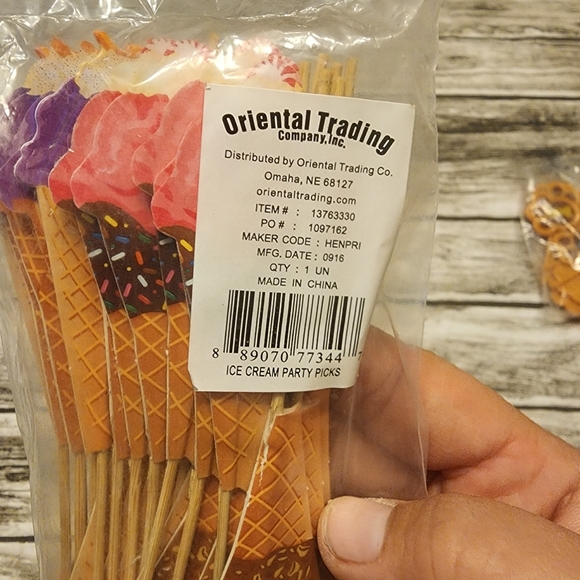 Oriental Trading
Company, Inc.
Distributed by Oriental Trading Co.
Omaha, NE 68127
orientaltrading.com
ITEM # : 13763330
PO # : 1097162
MAKER CODE : HENPRI
MFG. DATE : 0916
QTY : 1 UN
MADE IN CHINA
8 89070 77344 7
ICE CREAM PARTY PICKS